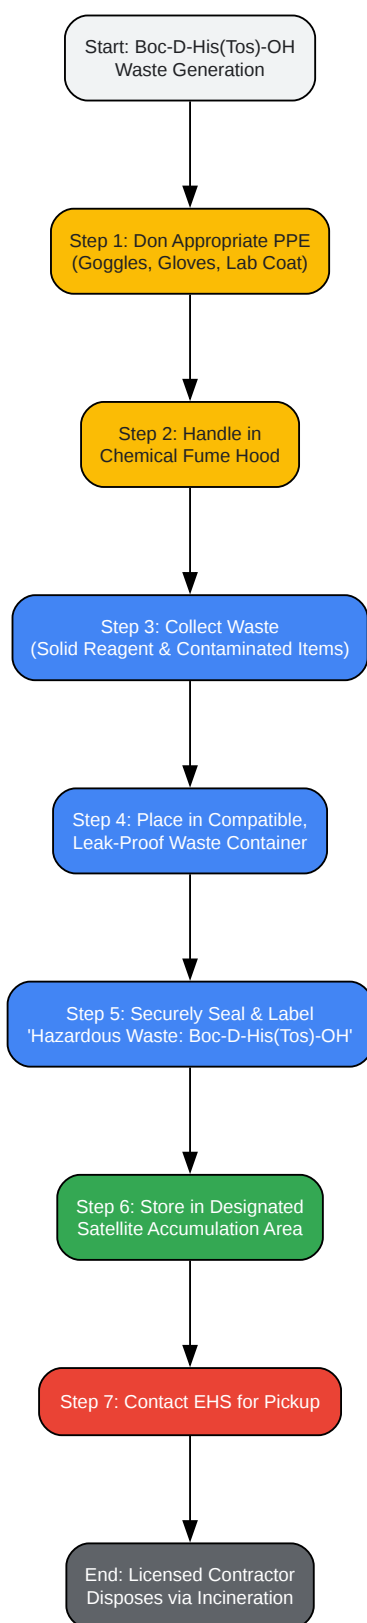 Start: Boc-D-His(Tos)-OH
Waste Generation
Step 1: Don Appropriate PPE
(Goggles, Gloves, Lab Coat)
Step 2: Handle in
Chemical Fume Hood
Step 3: Collect Waste
(Solid Reagent & Contaminated Items)
Step 4: Place in Compatible,
Leak-Proof Waste Container
Step 5: Securely Seal & Label
'Hazardous Waste: Boc-D-His(Tos)-OH'
Step 6: Store in Designated
Satellite Accumulation Area
Step 7: Contact EHS for Pickup
End: Licensed Contractor
Disposes via Incineration